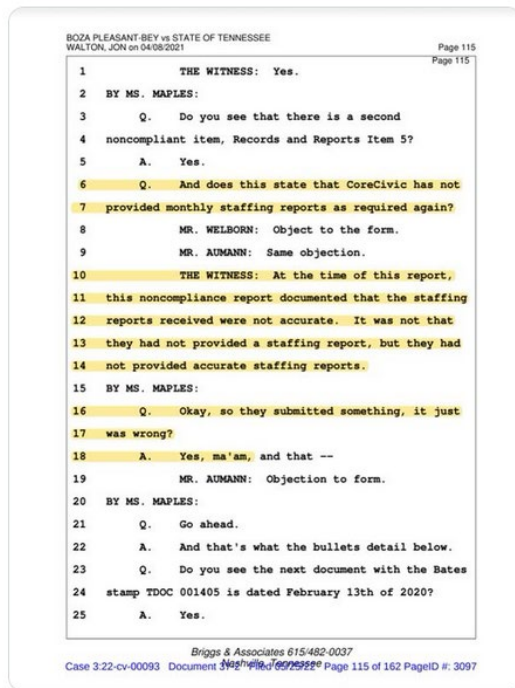 BOZA PLEASANT-BEY vs STATE OF TENNESSEE
WALTON, JON on 04/08/2021 Page 115
Page 115
1 THE WITNESS: Yes.
2 BY MS. MAPLES:
3 Q. Do you see that there is a second
4 noncompliant item, Records and Reports Item 5?
5 A. Yes.
6 Q. And does this state that CoreCivic has not
7 provided monthly staffing reports as required again?
8 MR. WELBORN: Object to the form.
9 MR. AUMANN: Same objection.
10 THE WITNESS: At the time of this report,
11 this noncompliance report documented that the staffing
12 reports received were not accurate. It was not that
13 they had not provided a staffing report, but they had
14 not provided accurate staffing reports.
15 BY MS. MAPLES:
16 Q. Okay, so they submitted something, it just
17 was wrong?
18 A. Yes, ma'am, and that --
19 MR. AUMANN: Objection to form.
20 BY MS. MAPLES:
21 Q. Go ahead.
22 A. And that's what the bullets detail below.
23 Q. Do you see the next document with the Bates
24 stamp TDOC 001405 is dated February 13th of 2020?
25 A. Yes.
Briggs & Associates 615/482-0037
Nashville, Tennessee
Case 3:22-cv-00093 Document Filed Page 115 of 162 PageID #: 3097